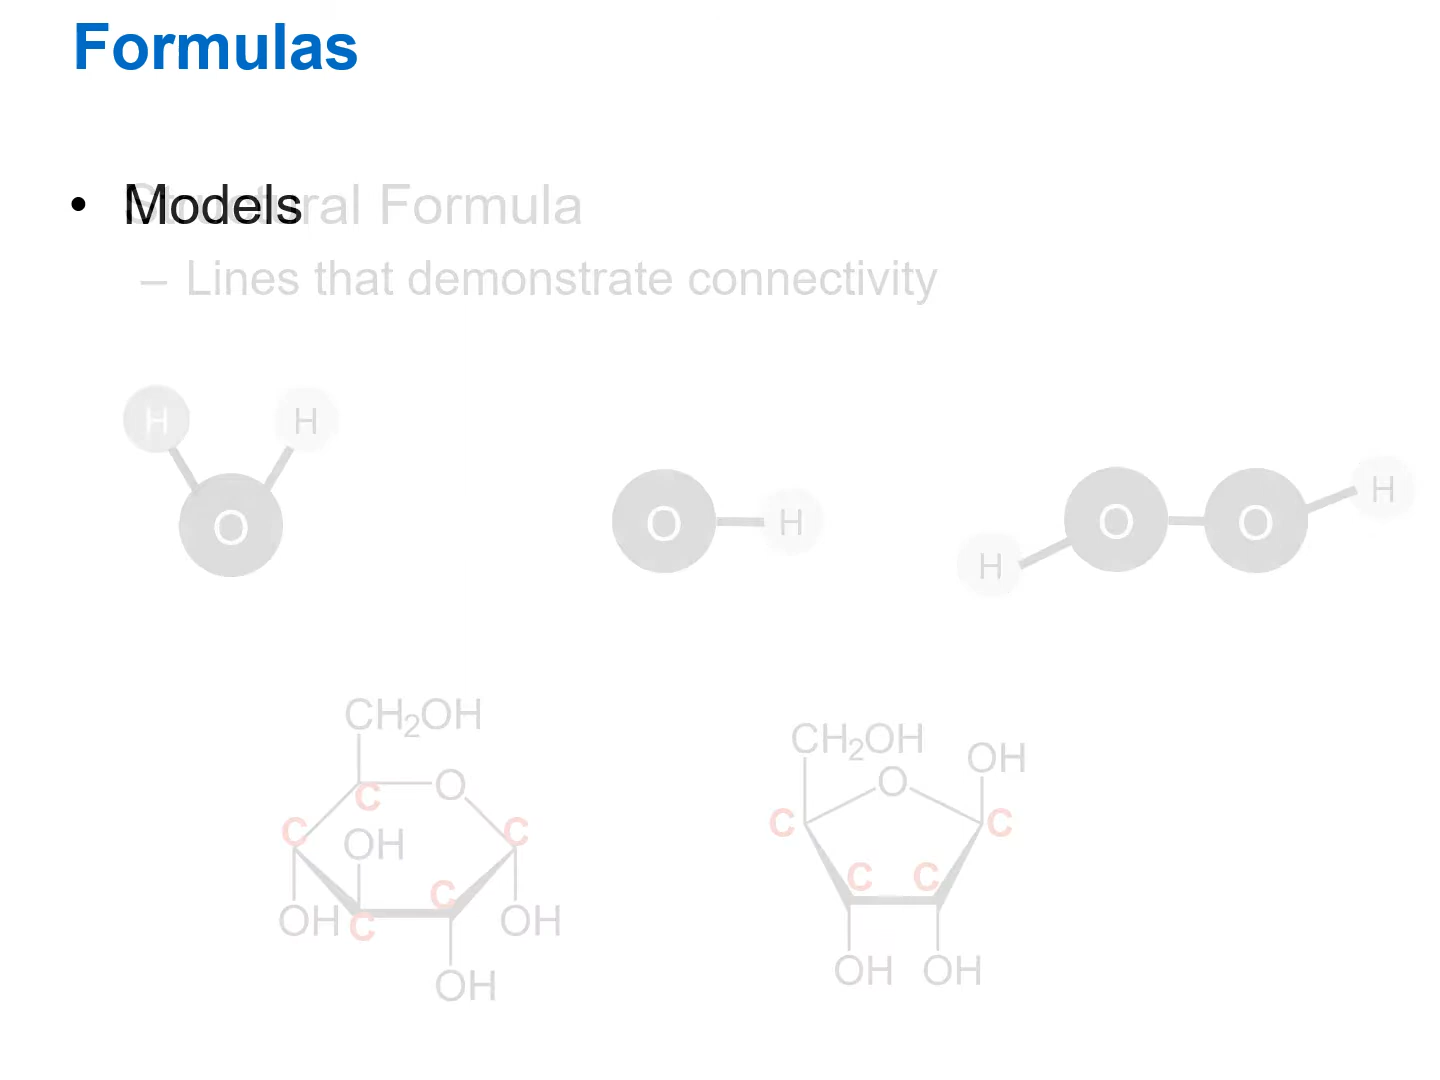 Formulas
• Models
Structural Formula
– Lines that demonstrate connectivity
H H
O
O H
H O O H
CH2OH
O
C
C
C
OH
C
OH
C
OH
OH
CH2OH
OH
O
C
C
C
C
OH
OH